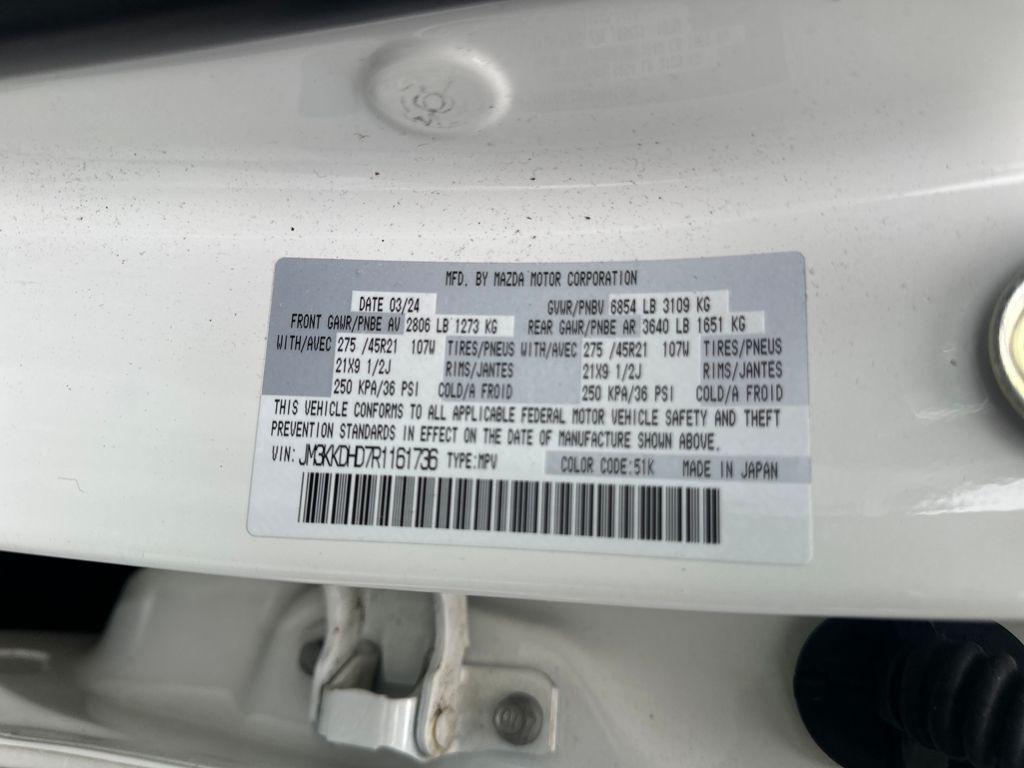 MFD. BY MAZDA MOTOR CORPORATION
DATE 03/24 GVWR/PNBV 6854 LB 3109 KG
FRONT GAWR/PNBE AV 2806 LB 1273 KG REAR GAWR/PNBE AR 3640 LB 1651 KG
WITH/AVEC 275 /45R21 107W TIRES/PNEUS WITH/AVEC 275 /45R21 107W TIRES/PNEUS
21X9 1/2J RIMS/JANTES 21X9 1/2J RIMS/JANTES
250 KPA/36 PSI COLD/A FROID 250 KPA/36 PSI COLD/A FROID
THIS VEHICLE CONFORMS TO ALL APPLICABLE FEDERAL MOTOR VEHICLE SAFETY AND THEFT
PREVENTION STANDARDS IN EFFECT ON THE DATE OF MANUFACTURE SHOWN ABOVE.
VIN: JM3KKDHD7R1161736 TYPE:MPV COLOR CODE:51K MADE IN JAPAN